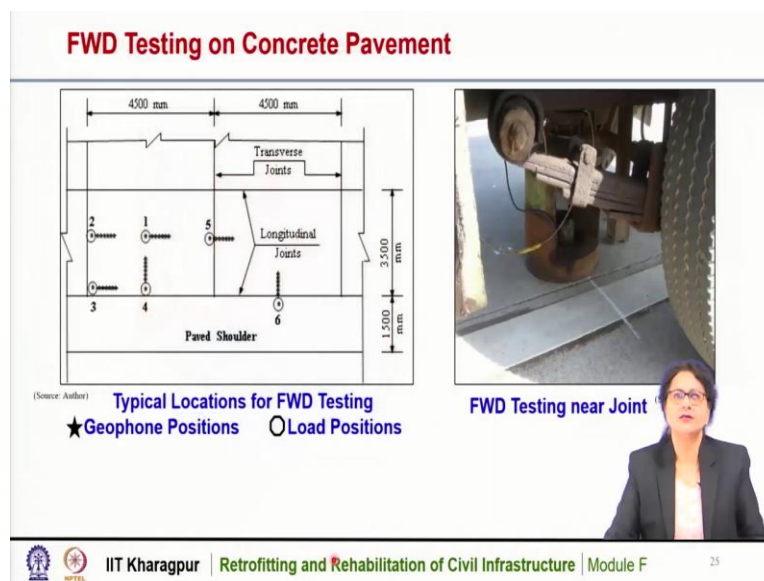 FWD Testing on Concrete Pavement
4500 mm
4500 mm
Transverse
Joints
2
1
5
Longitudinal
Joints
3500
mm
3
4
6
1500
mm
Paved Shoulder
(Source: Author)
Typical Locations for FWD Testing
★Geophone Positions
Load Positions
FWD Testing near Joint
IIT Kharagpur
Retrofitting and Rehabilitation of Civil Infrastructure
Module F
25
NPTEL